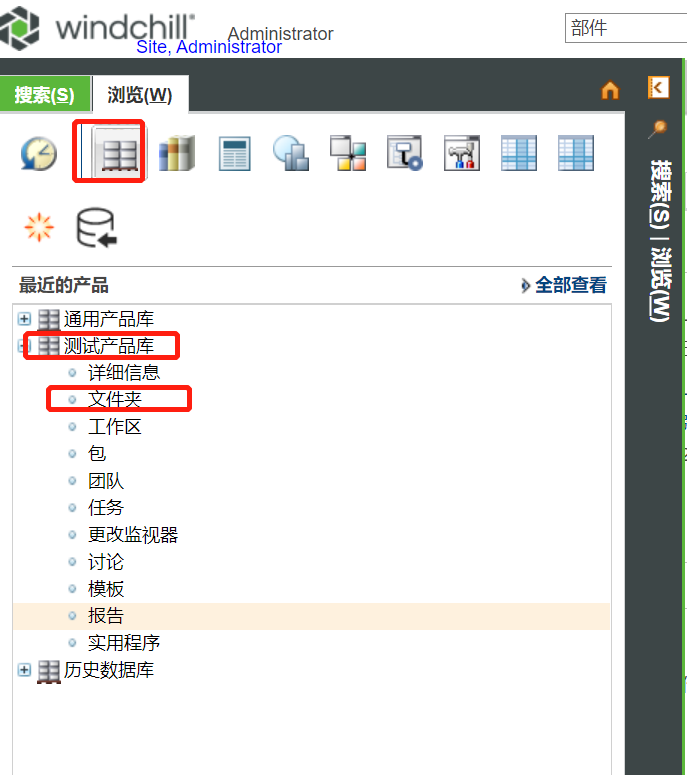 windchill®
Administrator
Site, Administrator
部件
搜索(S)
浏览(W)
搜索(S) | 浏览(W)
最近的产品
全部查看
通用产品库
测试产品库
详细信息
文件夹
工作区
包
团队
任务
更改监视器
讨论
模板
报告
实用程序
历史数据库